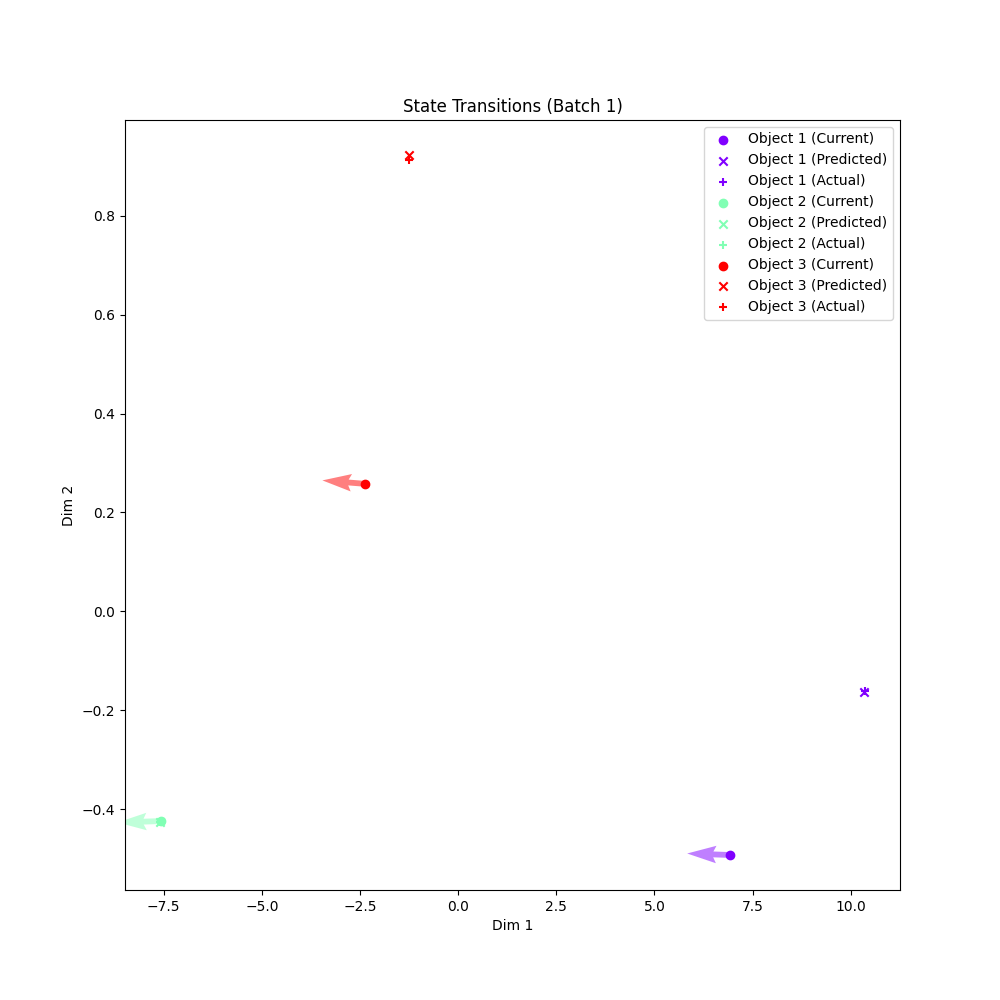 State Transitions (Batch 1)
Object 1 (Current)
Object 1 (Predicted)
Object 1 (Actual)
Object 2 (Current)
Object 2 (Predicted)
Object 2 (Actual)
Object 3 (Current)
Object 3 (Predicted)
Object 3 (Actual)
0.8
0.6
0.4
0.2
0.0
−0.2
−0.4
Dim 2
−7.5
−5.0
−2.5
0.0
2.5
5.0
7.5
10.0
Dim 1